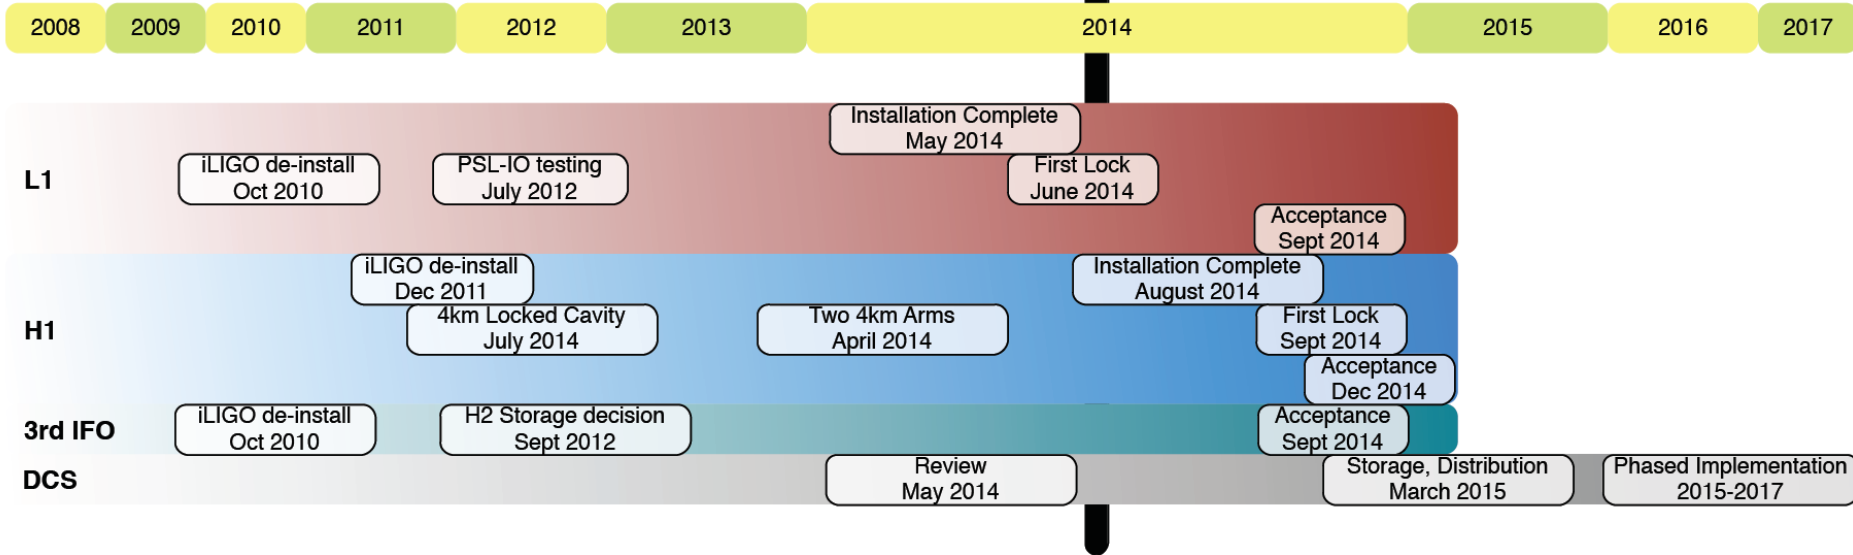 2008 2009 2010 2011 2012 2013 2014 2015 2016 2017
L1
Installation Complete
May 2014
iLIGO de-install
Oct 2010
PSL-IO testing
July 2012
First Lock
June 2014
Acceptance
Sept 2014
H1
iLIGO de-install
Dec 2011
Installation Complete
August 2014
4km Locked Cavity
July 2014
Two 4km Arms
April 2014
First Lock
Sept 2014
Acceptance
Dec 2014
3rd IFO
iLIGO de-install
Oct 2010
H2 Storage decision
Sept 2012
Acceptance
Sept 2014
DCS
Review
May 2014
Storage, Distribution
March 2015
Phased Implementation
2015-2017